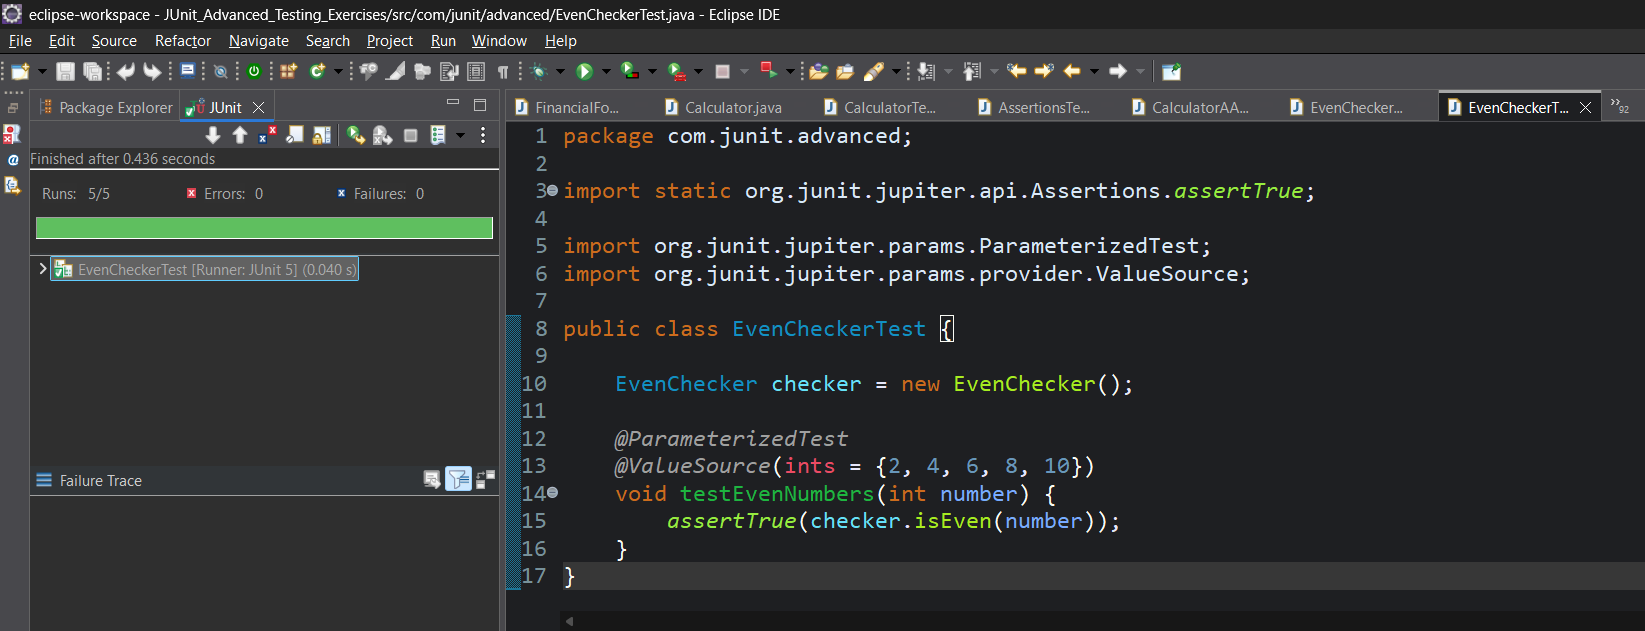 eclipse-workspace - JUnit_Advanced_Testing_Exercises/src/com/junit/advanced/EvenCheckerTest.java - Eclipse IDE
File Edit Source Refactor Navigate Search Project Run Window Help
Package Explorer JUnit
Finished after 0.436 seconds
Runs: 5/5 Errors: 0 Failures: 0
EvenCheckerTest [Runner: JUnit 5] (0.040 s)
Failure Trace
FinancialFo... Calculator.java CalculatorTe... AssertionsTe... CalculatorAA... EvenChecker... EvenCheckerT... »92
1 package com.junit.advanced;
2
3 import static org.junit.jupiter.api.Assertions.assertTrue;
4
5 import org.junit.jupiter.params.ParameterizedTest;
6 import org.junit.jupiter.params.provider.ValueSource;
7
8 public class EvenCheckerTest {
9
10 EvenChecker checker = new EvenChecker();
11
12 @ParameterizedTest
13 @ValueSource(ints = {2, 4, 6, 8, 10})
14 void testEvenNumbers(int number) {
15 assertTrue(checker.isEven(number));
16 }
17 }